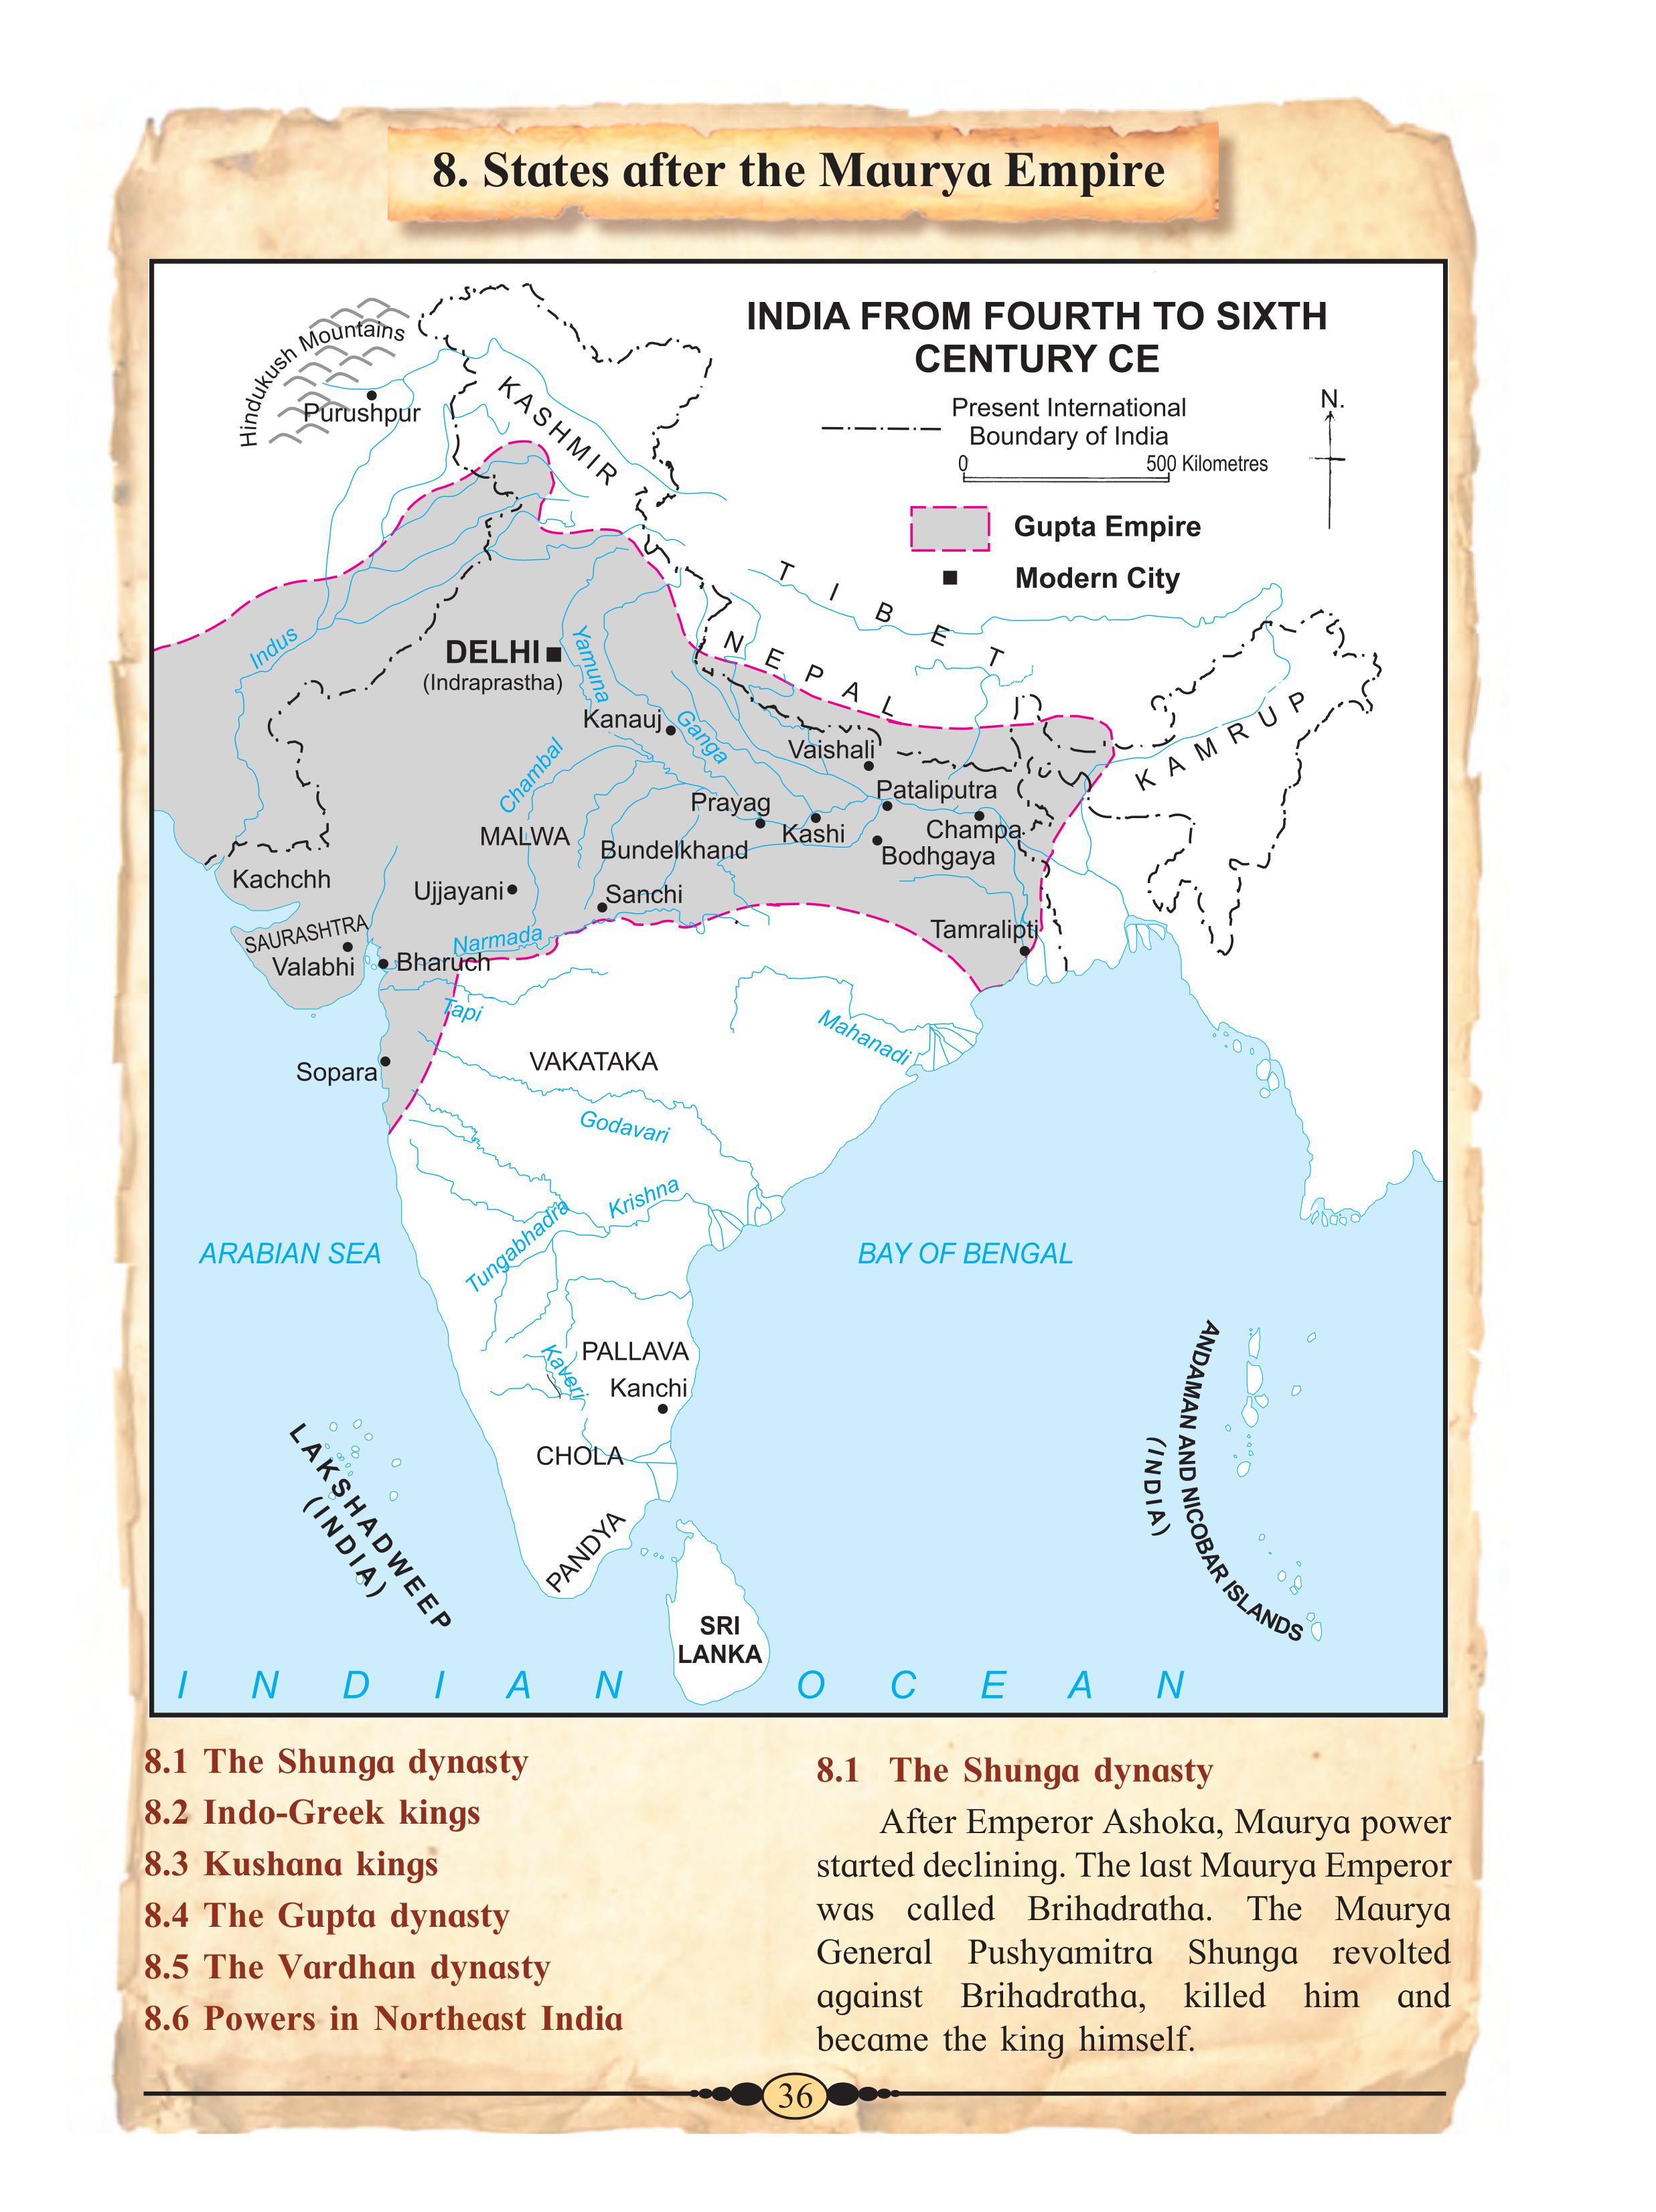 8. States after the Maurya Empire
INDIA FROM FOURTH TO SIXTH
CENTURY CE
Present International
Boundary of India
0 500 Kilometres
N.
Gupta Empire
Modern City
Hindukush Mountains
Purushpur
KASHMIR
TIBET
NEPAL
KAMRUP
Indus
DELHI
(Indraprastha)
Yamuna
Kanauj
Ganga
Chambal
Vaishali
Pataliputra
Prayag
Kashi
Champa
MALWA
Bundelkhand
Bodhgaya
Kachchh
Ujjayani
Sanchi
SAURASHTRA
Narmada
Tamralipti
Valabhi
Bharuch
Tapi
Mahanadi
Sopara
VAKATAKA
Godavari
Krishna
Tungabhadra
ARABIAN SEA
BAY OF BENGAL
PALLAVA
Kaveri
Kanchi
CHOLA
PANDYA
LAKSHADWEEP
(INDIA)
ANDAMAN AND NICOBAR ISLANDS
(INDIA)
SRI
LANKA
INDIAN OCEAN
8.1 The Shunga dynasty
8.2 Indo-Greek kings
8.3 Kushana kings
8.4 The Gupta dynasty
8.5 The Vardhan dynasty
8.6 Powers in Northeast India
8.1 The Shunga dynasty
After Emperor Ashoka, Maurya power
started declining. The last Maurya Emperor
was called Brihadratha. The Maurya
General Pushyamitra Shunga revolted
against Brihadratha, killed him and
became the king himself.
36